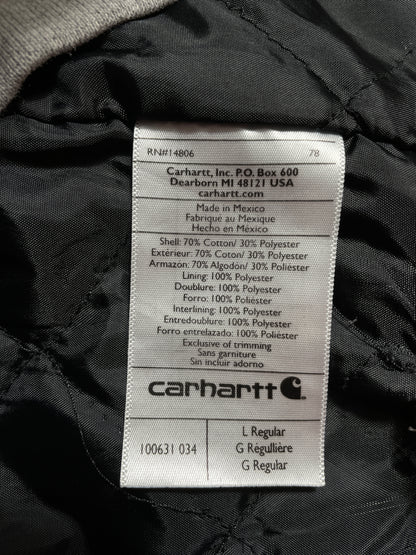 RN#14806 78
Carhartt, Inc. P.O. Box 600
Dearborn MI 48121 USA
carhartt.com
Made in Mexico
Fabriqué au Mexique
Hecho en México
Shell: 70% Cotton/ 30% Polyester
Extérieur: 70% Coton/ 30% Polyester
Armazon: 70% Algodón/ 30% Poliéster
Lining: 100% Polyester
Doublure: 100% Polyester
Forro: 100% Poliéster
Interlining: 100% Polyester
Entredoublure: 100% Polyester
Forro entrelazado: 100% Poliéster
Exclusive of trimming
Sans garniture
Sin incluir adorno
carhartt
100631 034
L Regular
G Régullière
G Regular